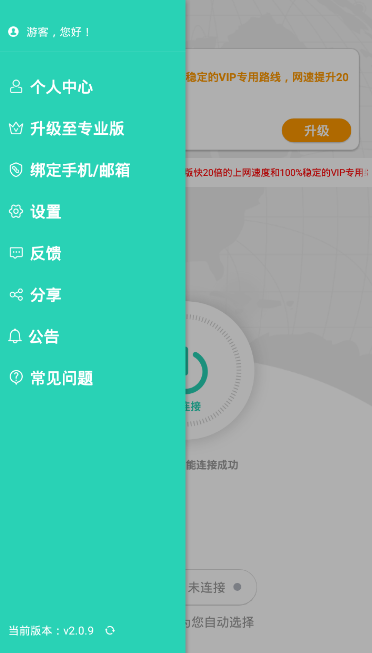 游客，您好！
个人中心
升级至专业版
绑定手机/邮箱
设置
反馈
分享
公告
常见问题
当前版本：v2.0.9
稳定的VIP专用路线，网速提升20
升级
版快20倍的上网速度和100%稳定的VIP专用
连接
能连接成功
未连接
为您自动选择